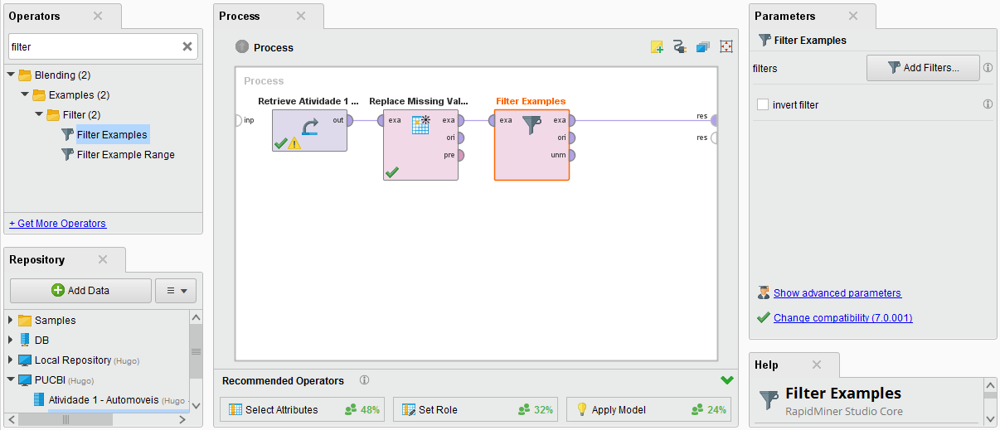 Operators
filter
Blending (2)
Examples (2)
Filter (2)
Filter Examples
Filter Example Range
+ Get More Operators
Repository
Add Data
Samples
DB
Local Repository (Hugo)
PUCBI (Hugo)
Atividade 1 - Automoveis (Hugo
Process
Process
Process
Retrieve Atividade 1 ...
Replace Missing Val...
Filter Examples
inp
out
exa
exa
ori
pre
exa
exa
ori
unm
res
res
Recommended Operators
Select Attributes
48%
Set Role
32%
Apply Model
24%
Parameters
Filter Examples
filters
Add Filters...
invert filter
Show advanced parameters
Change compatibility (7.0.001)
Help
Filter Examples
RapidMiner Studio Core